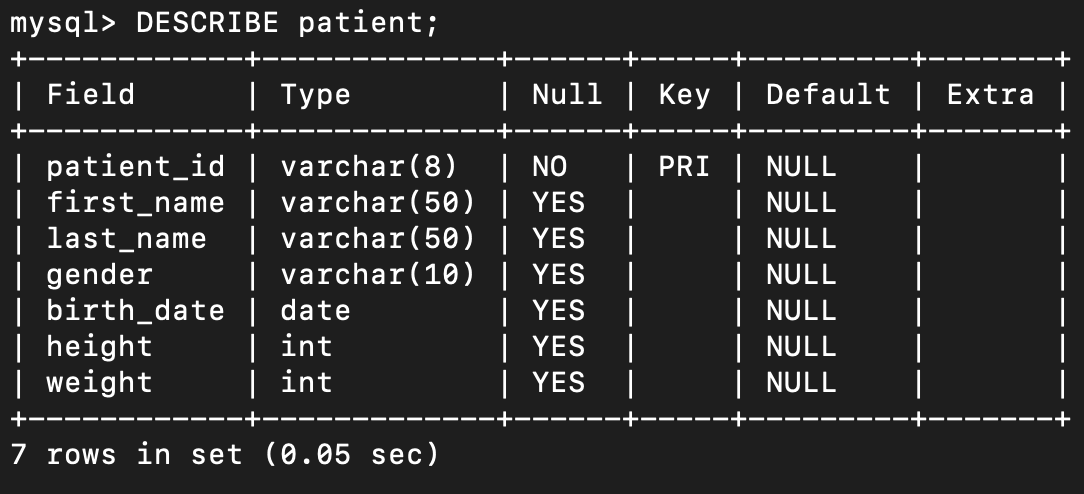 mysql> DESCRIBE patient;
+------------+-------------+------+-----+---------+-------+
| Field      | Type        | Null | Key | Default | Extra |
+------------+-------------+------+-----+---------+-------+
| patient_id | varchar(8)  | NO   | PRI | NULL    |       |
| first_name | varchar(50) | YES  |     | NULL    |       |
| last_name  | varchar(50) | YES  |     | NULL    |       |
| gender     | varchar(10) | YES  |     | NULL    |       |
| birth_date | date        | YES  |     | NULL    |       |
| height     | int         | YES  |     | NULL    |       |
| weight     | int         | YES  |     | NULL    |       |
+------------+-------------+------+-----+---------+-------+
7 rows in set (0.05 sec)